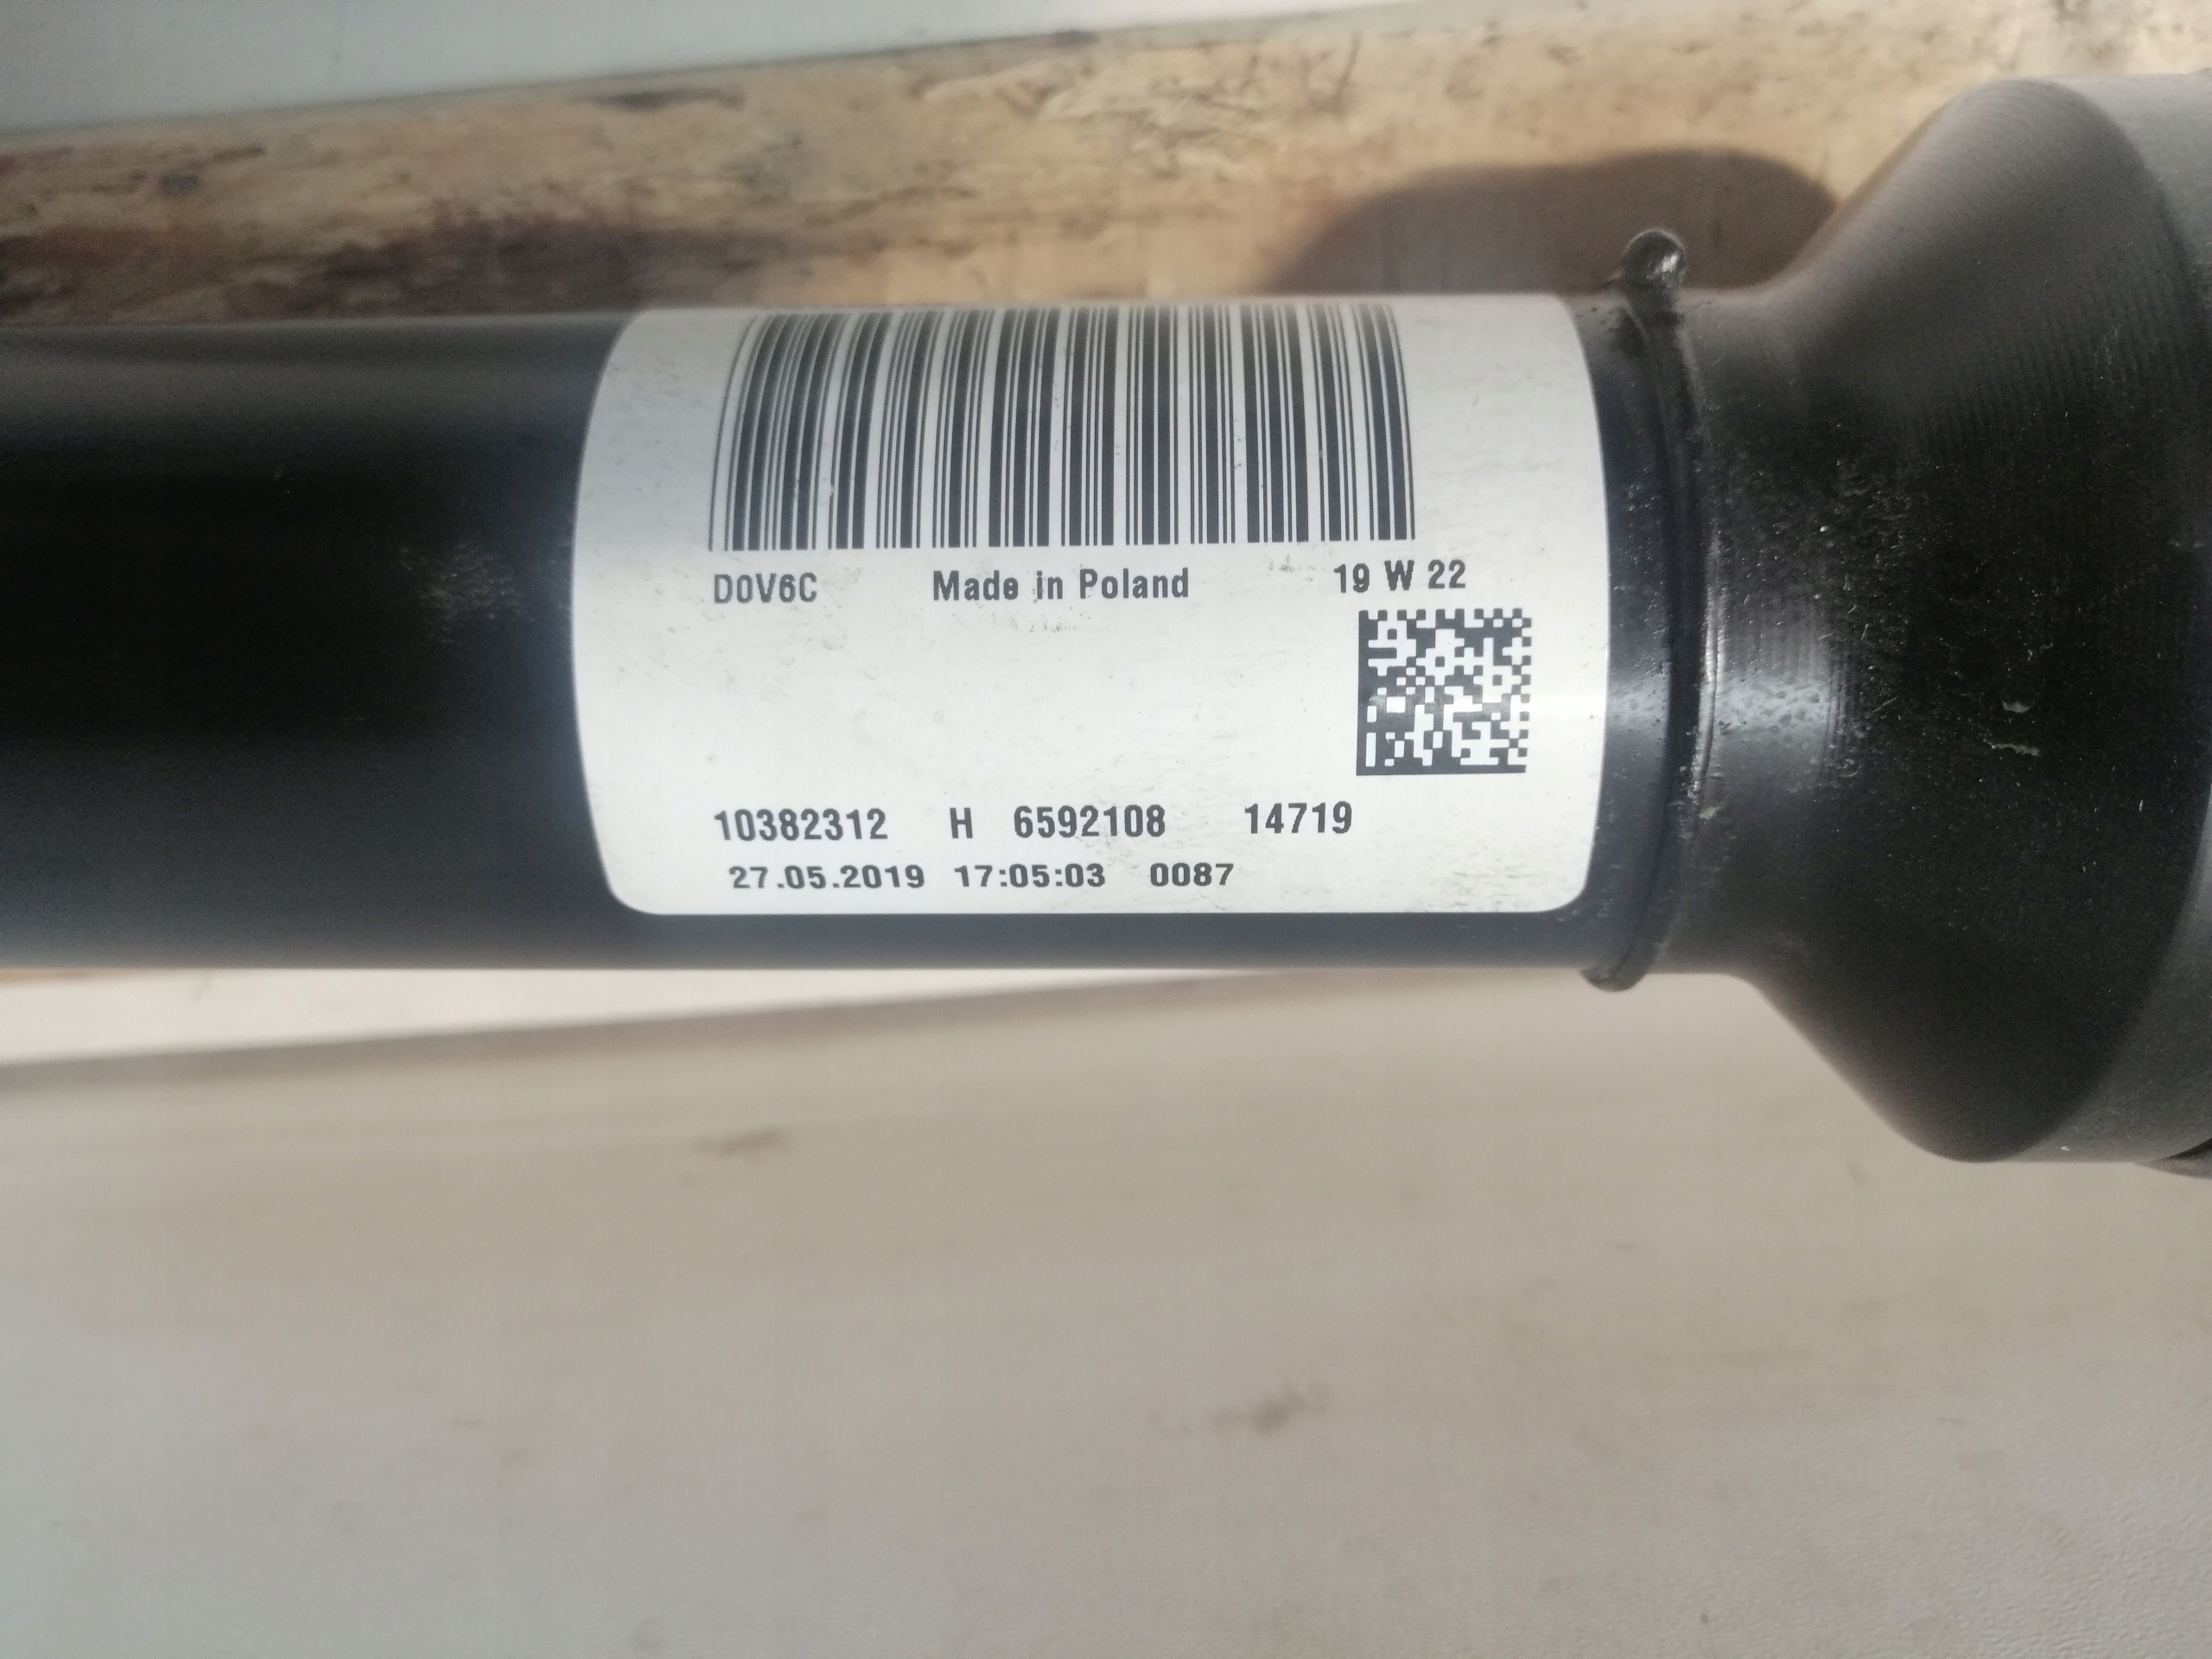 D0V6C Made in Poland 19 W 22
10382312 H 6592108 14719
27.05.2019 17:05:03 0087